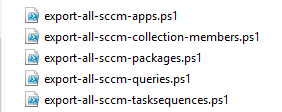 export-all-sccm-apps.ps1
export-all-sccm-collection-members.ps1
export-all-sccm-packages.ps1
export-all-sccm-queries.ps1
export-all-sccm-tasksequences.ps1